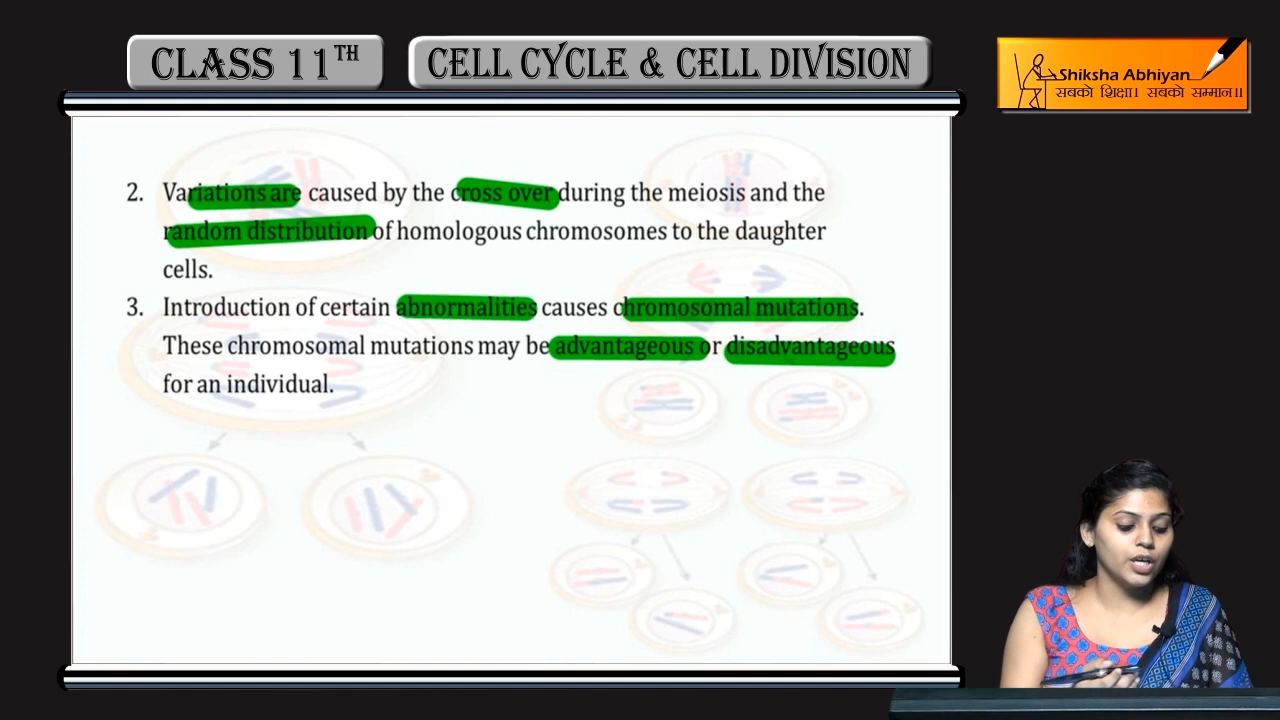 CLASS 11TH
CELL CYCLE & CELL DIVISION
Shiksha Abhiyan
सबको शिक्षा। सबको सम्मान॥
2. Variations are caused by the cross over during the meiosis and the
random distribution of homologous chromosomes to the daughter
cells.
3. Introduction of certain abnormalities causes chromosomal mutations.
These chromosomal mutations may be advantageous or disadvantageous
for an individual.